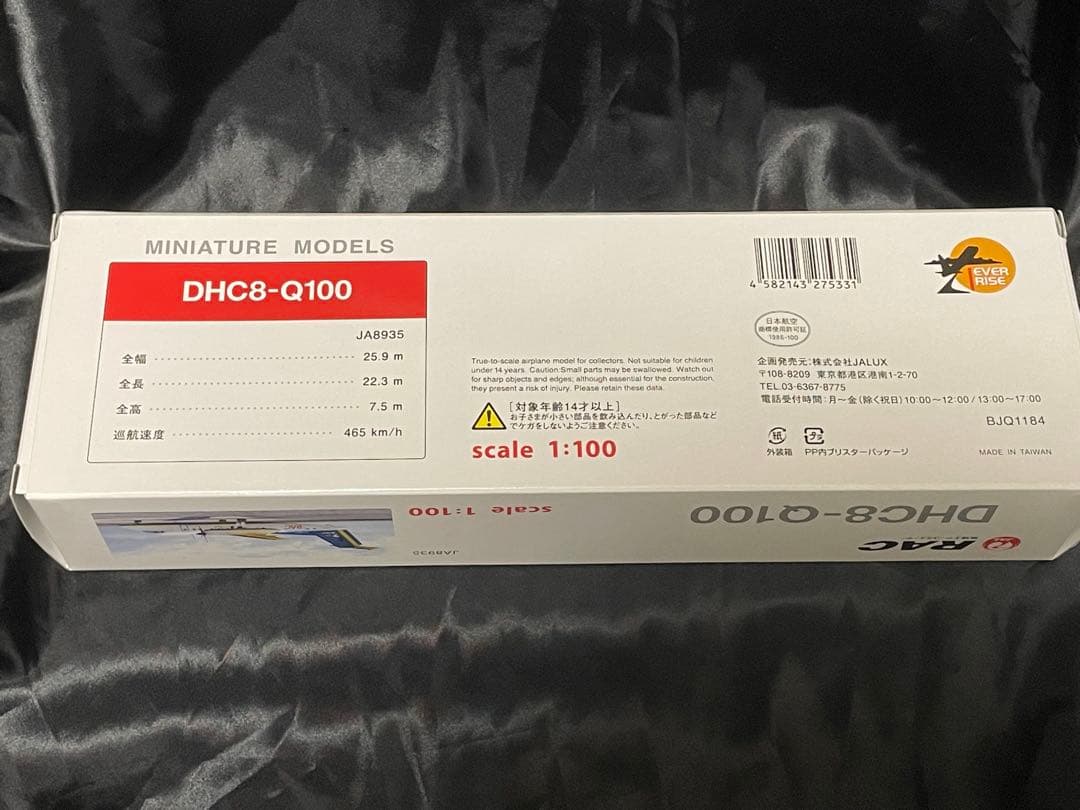 MINIATURE MODELS
DHC8-Q100
JA8935
全幅 25.9 m
全長 22.3 m
全高 7.5 m
巡航速度 465 km/h
True-to-scale airplane model for collectors. Not suitable for children
under 14 years. Caution:Small parts may be swallowed. Watch out
for sharp objects and edges; although essential for the construction,
they present a risk of injury. Please retain these data.
[対象年齢14才以上]
お子さまが小さい部品を飲み込んだり、とがった部品など
でケガをしないようご注意ください。
scale 1:100
4 582143 275331
EVER
RISE
日本航空
商標使用許可証
1986-100
企画発売元:株式会社JALUX
〒108-8209 東京都港区港南1-2-70
TEL.03-6367-8775
電話受付時間:月~金(除く祝日)10:00~12:00/13:00~17:00
BJQ1184
紙 プラ
外装箱 PP内ブリスターパッケージ
MADE IN TAIWAN
scale 1:100
DHC8-Q100
JA8935
RAC